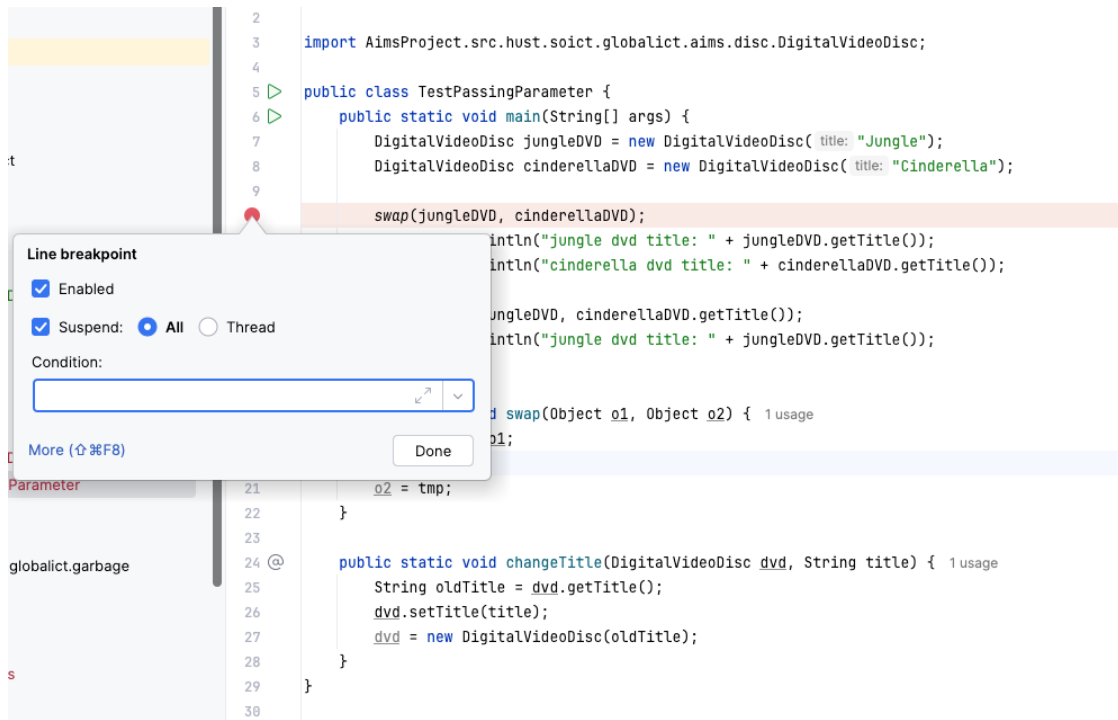 2
3 import AimsProject.src.hust.soict.globalict.aims.disc.DigitalVideoDisc;
4
5 public class TestPassingParameter {
6 public static void main(String[] args) {
7 DigitalVideoDisc jungleDVD = new DigitalVideoDisc( title: "Jungle");
8 DigitalVideoDisc cinderellaDVD = new DigitalVideoDisc( title: "Cinderella");
9
swap(jungleDVD, cinderellaDVD);
intln("jungle dvd title: " + jungleDVD.getTitle());
intln("cinderella dvd title: " + cinderellaDVD.getTitle());
ungleDVD, cinderellaDVD.getTitle());
intln("jungle dvd title: " + jungleDVD.getTitle());
d swap(Object o1, Object o2) { 1 usage
o1;
21 o2 = tmp;
22 }
23
24 @ public static void changeTitle(DigitalVideoDisc dvd, String title) { 1 usage
25 String oldTitle = dvd.getTitle();
26 dvd.setTitle(title);
27 dvd = new DigitalVideoDisc(oldTitle);
28 }
29 }
30
Line breakpoint
Enabled
Suspend: All Thread
Condition:
More (⇧⌘F8) Done
Parameter
globalict.garbage
s